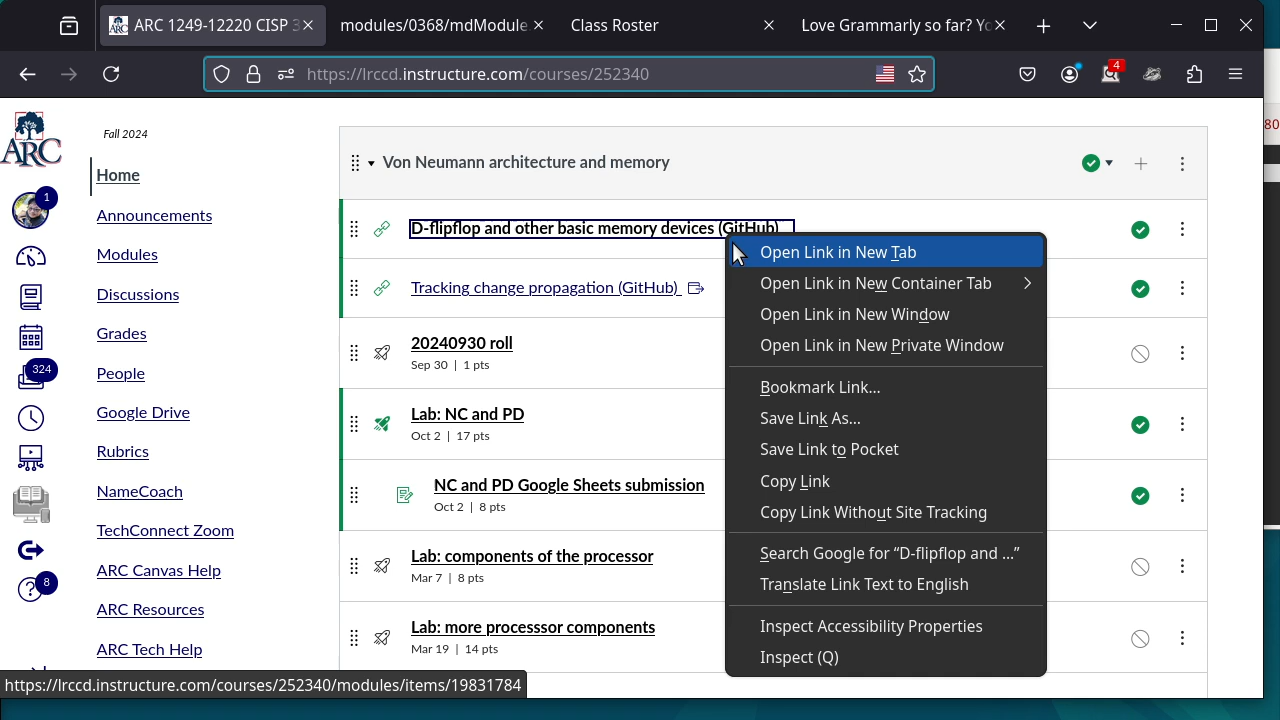 ARC 1249-12220 CISP 3
modules/0368/mdModule
Class Roster
Love Grammarly so far? Yo
https://lrccd.instructure.com/courses/252340
4
ARC
Fall 2024
Home
Announcements
Modules
Discussions
Grades
People
Google Drive
Rubrics
NameCoach
TechConnect Zoom
ARC Canvas Help
ARC Resources
ARC Tech Help
1
324
8
Von Neumann architecture and memory
D-flipflop and other basic memory devices (GitHub)
Tracking change propagation (GitHub)
20240930 roll
Sep 30 | 1 pts
Lab: NC and PD
Oct 2 | 17 pts
NC and PD Google Sheets submission
Oct 2 | 8 pts
Lab: components of the processor
Mar 7 | 8 pts
Lab: more processsor components
Mar 19 | 14 pts
Open Link in New Tab
Open Link in New Container Tab
Open Link in New Window
Open Link in New Private Window
Bookmark Link...
Save Link As...
Save Link to Pocket
Copy Link
Copy Link Without Site Tracking
Search Google for “D-flipflop and ...”
Translate Link Text to English
Inspect Accessibility Properties
Inspect (Q)
https://lrccd.instructure.com/courses/252340/modules/items/19831784
80